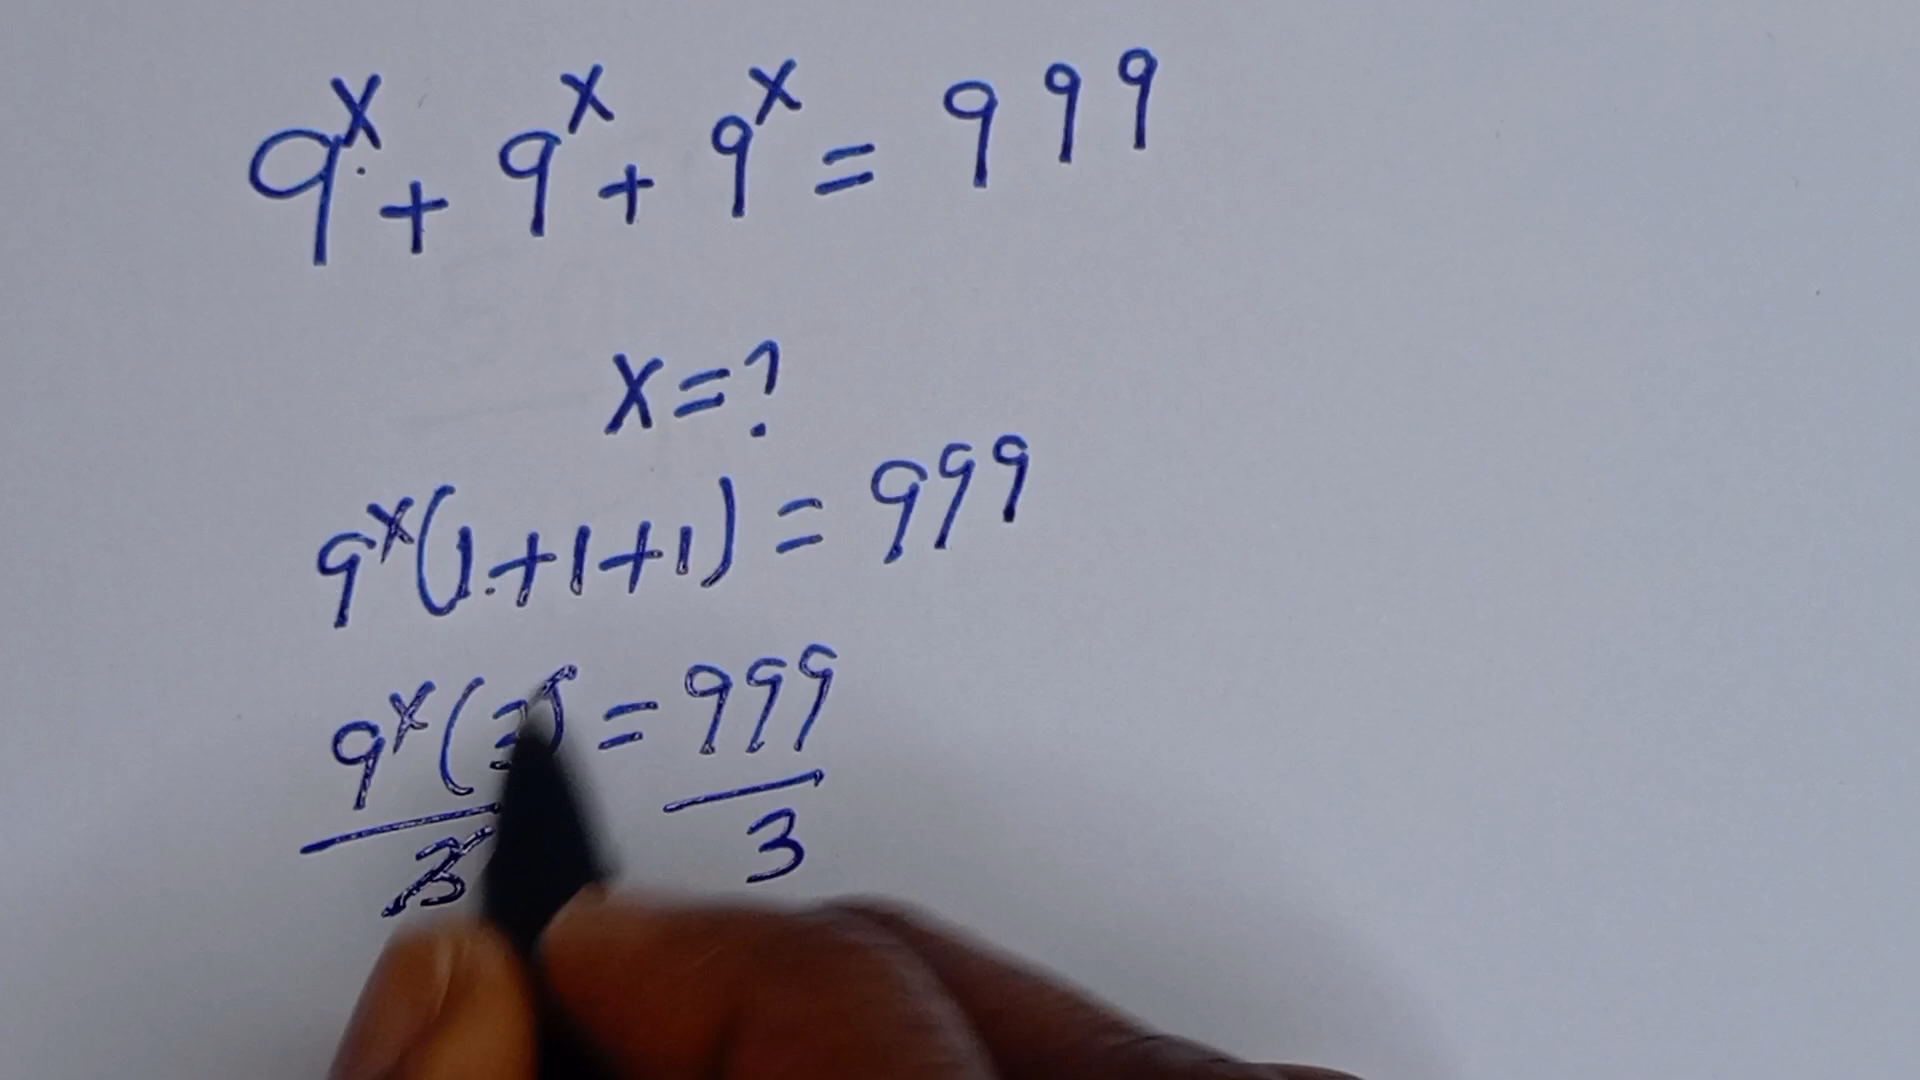 9^x + 9^x + 9^x = 999
x = ?
9^x(1+1+1) = 999
9^x(3) = 999
3 3